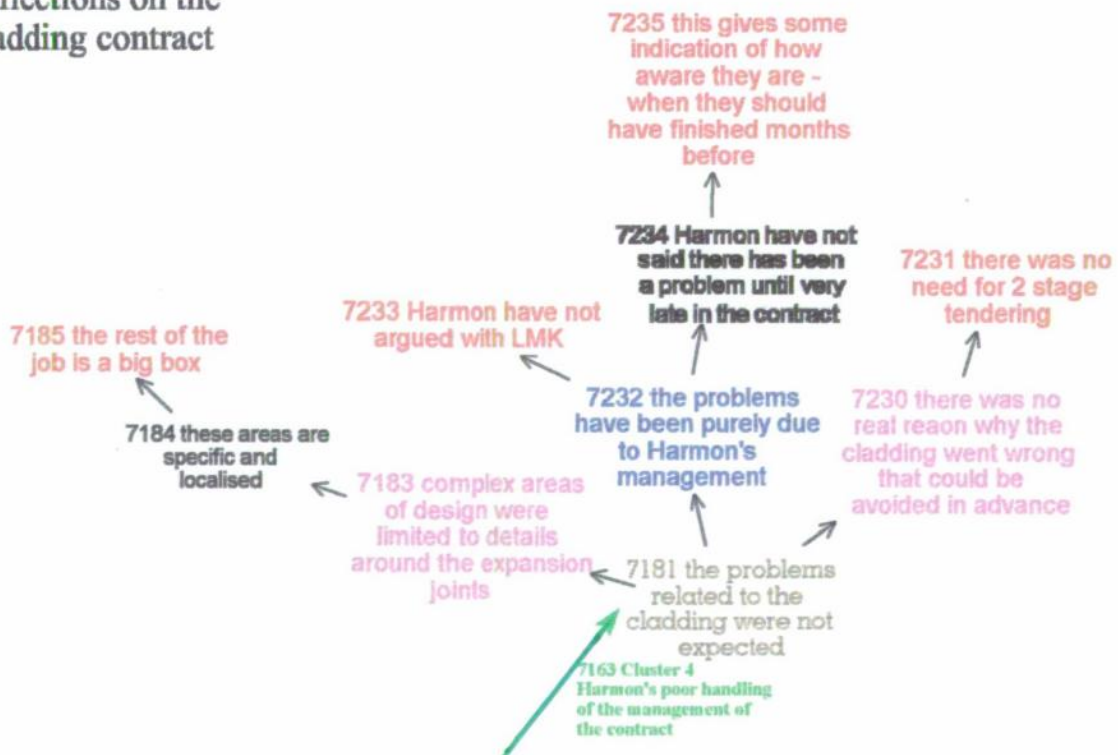 adding contract
7235 this gives some
indication of how
aware they are -
when they should
have finished months
before
7234 Harmon have not
said there has been
a problem until very
late in the contract
7231 there was no
need for 2 stage
tendering
7233 Harmon have not
argued with LMK
7185 the rest of the
job is a big box
7232 the problems
have been purely due
to Harmon's
management
7230 there was no
real reaon why the
cladding went wrong
that could be
avoided in advance
7184 these areas are
specific and
localised
7183 complex areas
of design were
limited to details
around the expansion
joints
7181 the problems
related to the
cladding were not
expected
7163 Cluster 4
Harmon's poor handling
of the management of
the contract